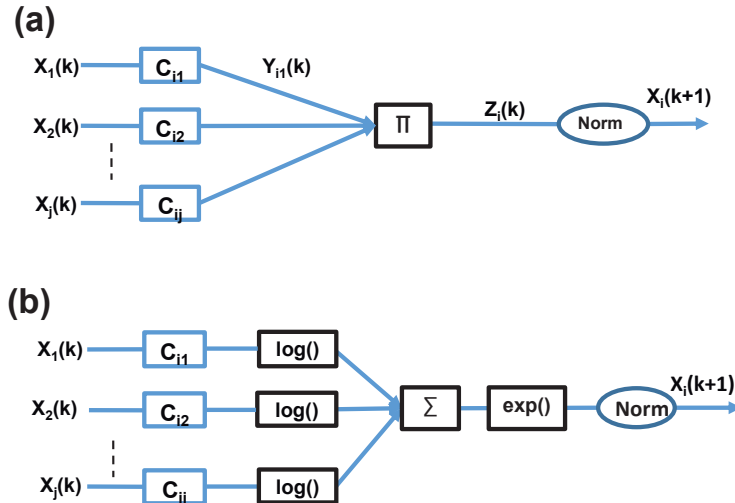 (a)
X1(k) Ci1 Yi1(k)
X2(k) Ci2 Π Zi(k) Norm Xi(k+1)
Xj(k) Cij
(b)
X1(k) Ci1 log()
X2(k) Ci2 log() Σ exp() Norm Xi(k+1)
Xj(k) Cij log()